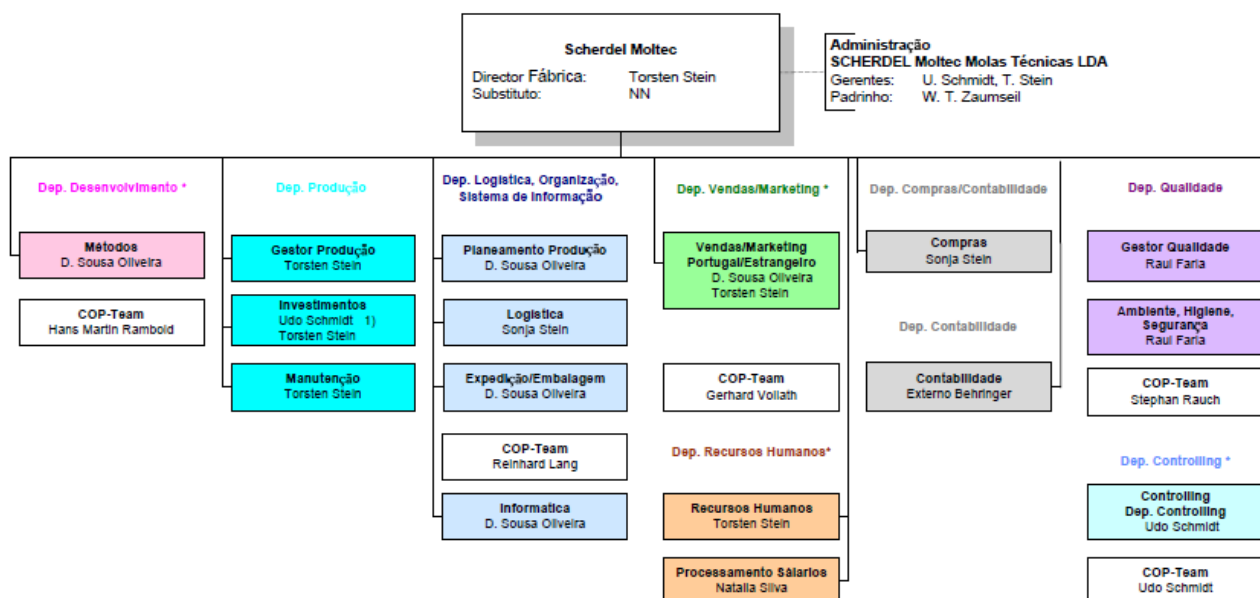 Scherdel Moltec
Director Fábrica: Torsten Stein
Substituto: NN
Administração
SCHERDEL Moltec Molas Técnicas LDA
Gerentes: U. Schmidt, T. Stein
Padrinho: W. T. Zaumseil
Dep. Desenvolvimento *
Métodos
D. Sousa Oliveira
COP-Team
Hans Martin Rambold
Dep. Produção
Gestor Produção
Torsten Stein
Investimentos
Udo Schmidt 1)
Torsten Stein
Manutenção
Torsten Stein
Dep. Logistica, Organização,
Sistema de Informação
Planeamento Produção
D. Sousa Oliveira
Logistica
Sonja Stein
Expedição/Embalagem
D. Sousa Oliveira
COP-Team
Reinhard Lang
Informatica
D. Sousa Oliveira
Dep. Vendas/Marketing *
Vendas/Marketing
Portugal/Estrangeiro
D. Sousa Oliveira
Torsten Stein
COP-Team
Gerhard Vollath
Dep. Recursos Humanos*
Recursos Humanos
Torsten Stein
Processamento Sálarios
Natalia Silva
Dep. Compras/Contabilidade
Compras
Sonja Stein
Dep. Contabilidade
Contabilidade
Externo Behringer
Dep. Qualidade
Gestor Qualidade
Raul Faria
Ambiente, Higiene,
Segurança
Raul Faria
COP-Team
Stephan Rauch
Dep. Controlling *
Controlling
Dep. Controlling
Udo Schmidt
COP-Team
Udo Schmidt